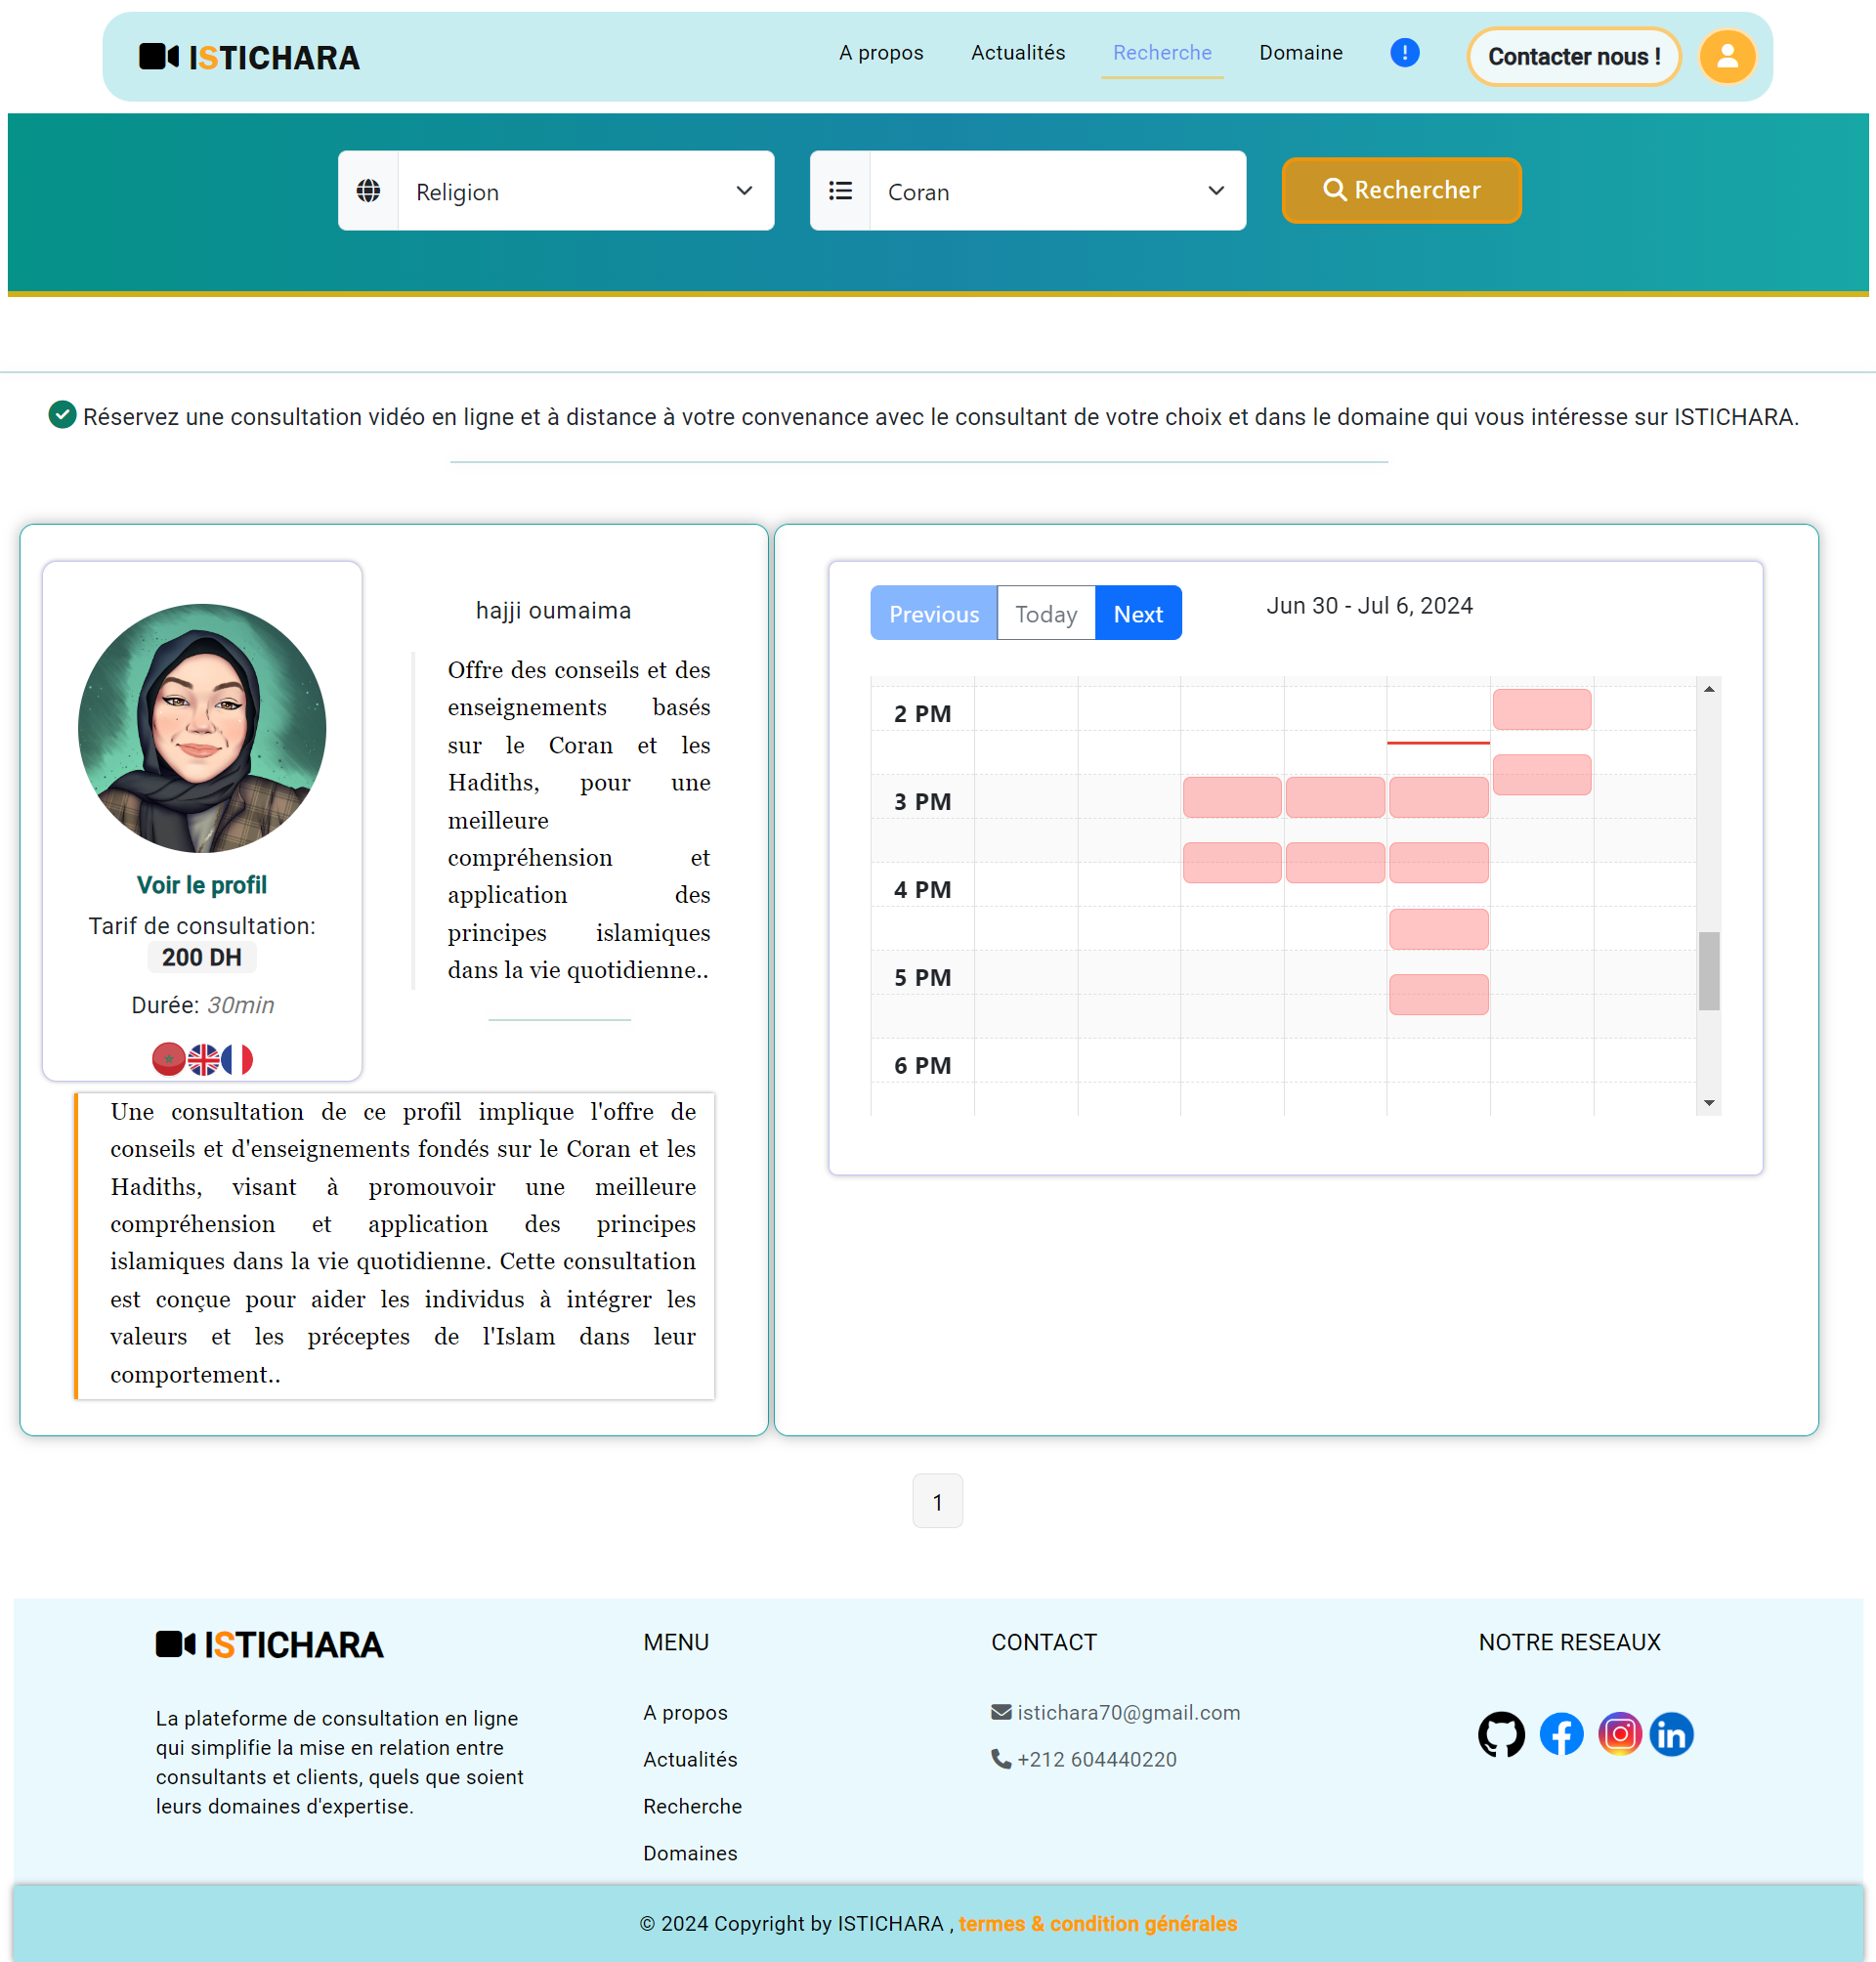 ISTICHARA
A propos
Actualités
Recherche
Domaine
Contacter nous !
Religion
Coran
Rechercher
Réservez une consultation vidéo en ligne et à distance à votre convenance avec le consultant de votre choix et dans le domaine qui vous intéresse sur ISTICHARA.
Voir le profil
Tarif de consultation:
200 DH
Durée: 30min
hajji oumaima
Offre des conseils et des
enseignements basés
sur le Coran et les
Hadiths, pour une
meilleure
compréhension et
application des
principes islamiques
dans la vie quotidienne..
Une consultation de ce profil implique l'offre de
conseils et d'enseignements fondés sur le Coran et les
Hadiths, visant à promouvoir une meilleure
compréhension et application des principes
islamiques dans la vie quotidienne. Cette consultation
est conçue pour aider les individus à intégrer les
valeurs et les préceptes de l'Islam dans leur
comportement..
Previous
Today
Next
Jun 30 - Jul 6, 2024
2 PM
3 PM
4 PM
5 PM
6 PM
1
ISTICHARA
La plateforme de consultation en ligne
qui simplifie la mise en relation entre
consultants et clients, quels que soient
leurs domaines d'expertise.
MENU
A propos
Actualités
Recherche
Domaines
CONTACT
istichara70@gmail.com
+212 604440220
NOTRE RESEAUX
© 2024 Copyright by ISTICHARA , termes & condition générales